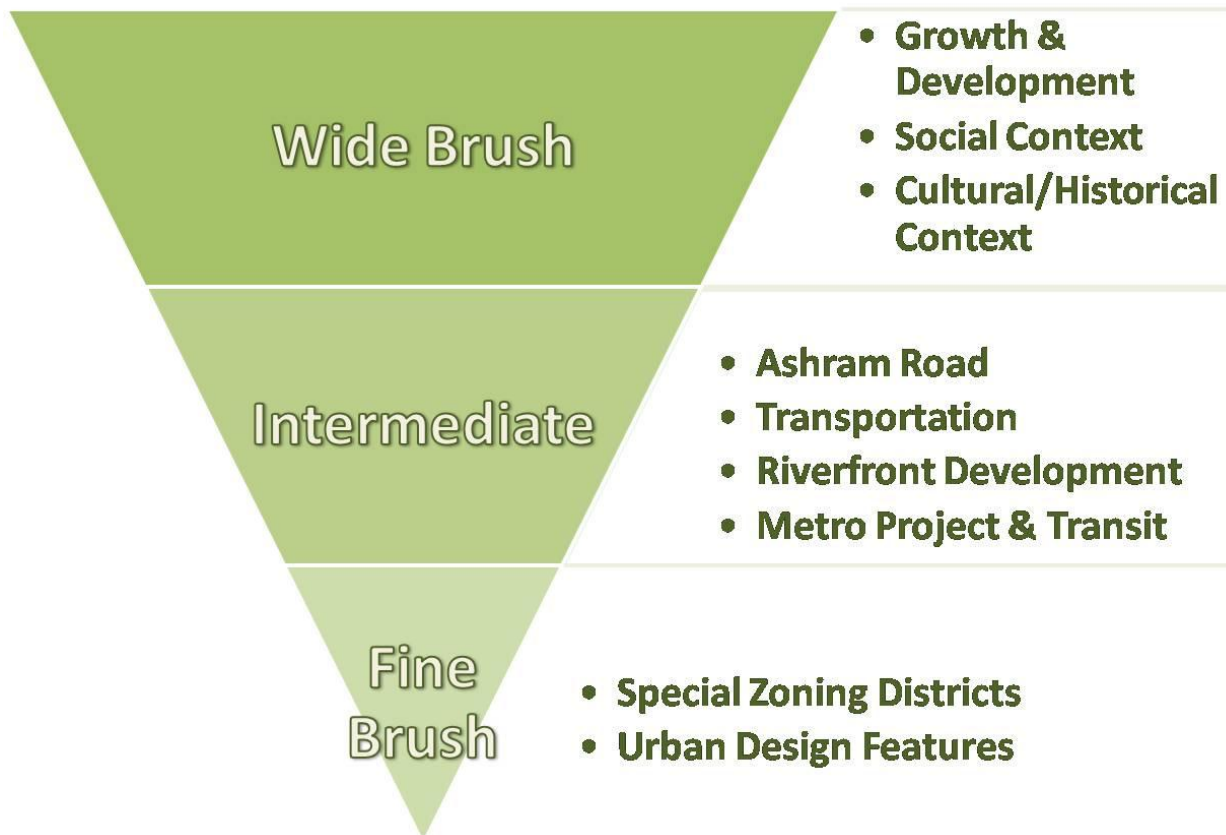 Wide Brush
• Growth &
Development
• Social Context
• Cultural/Historical
Context
Intermediate
• Ashram Road
• Transportation
• Riverfront Development
• Metro Project & Transit
Fine
Brush
• Special Zoning Districts
• Urban Design Features